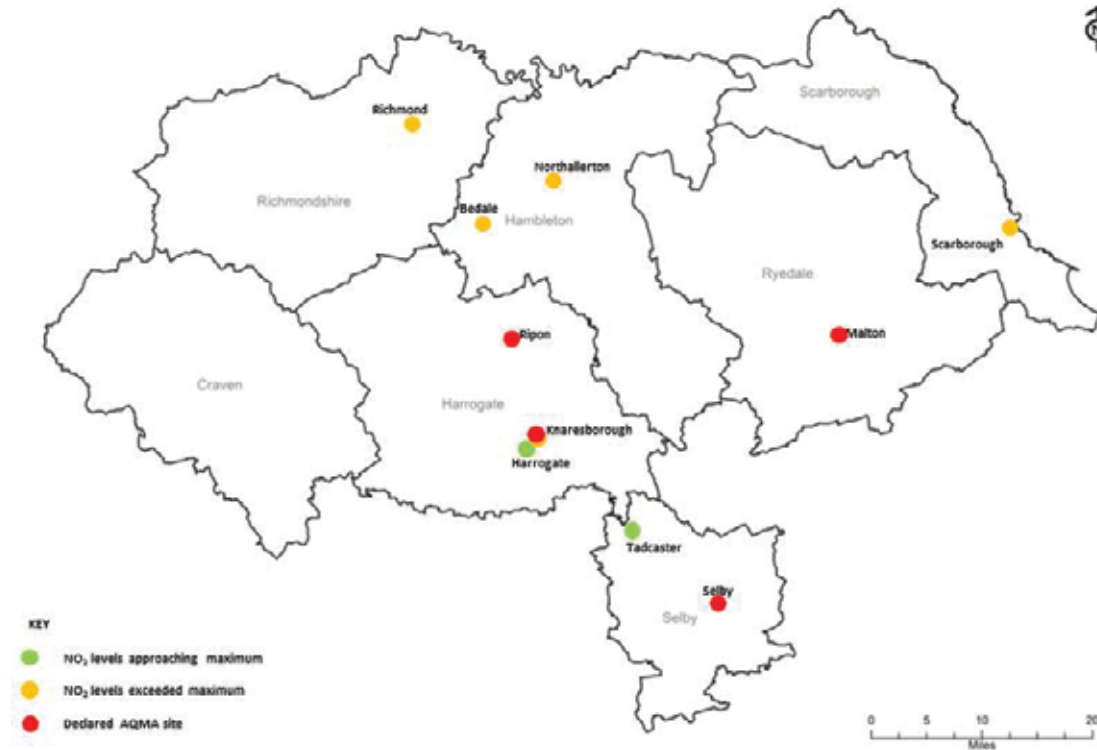 Scarborough
Richmond
Northallerton
Richmondshire
Bedale
Hambleton
Scarborough
Ryedale
Ripon
Malton
Craven
Harrogate
Knaresborough
Harrogate
Tadcaster
Selby
Selby
KEY
NO₂ levels approaching maximum
NO₂ levels exceeded maximum
Declared AQMA site
0 5 10 20
Miles